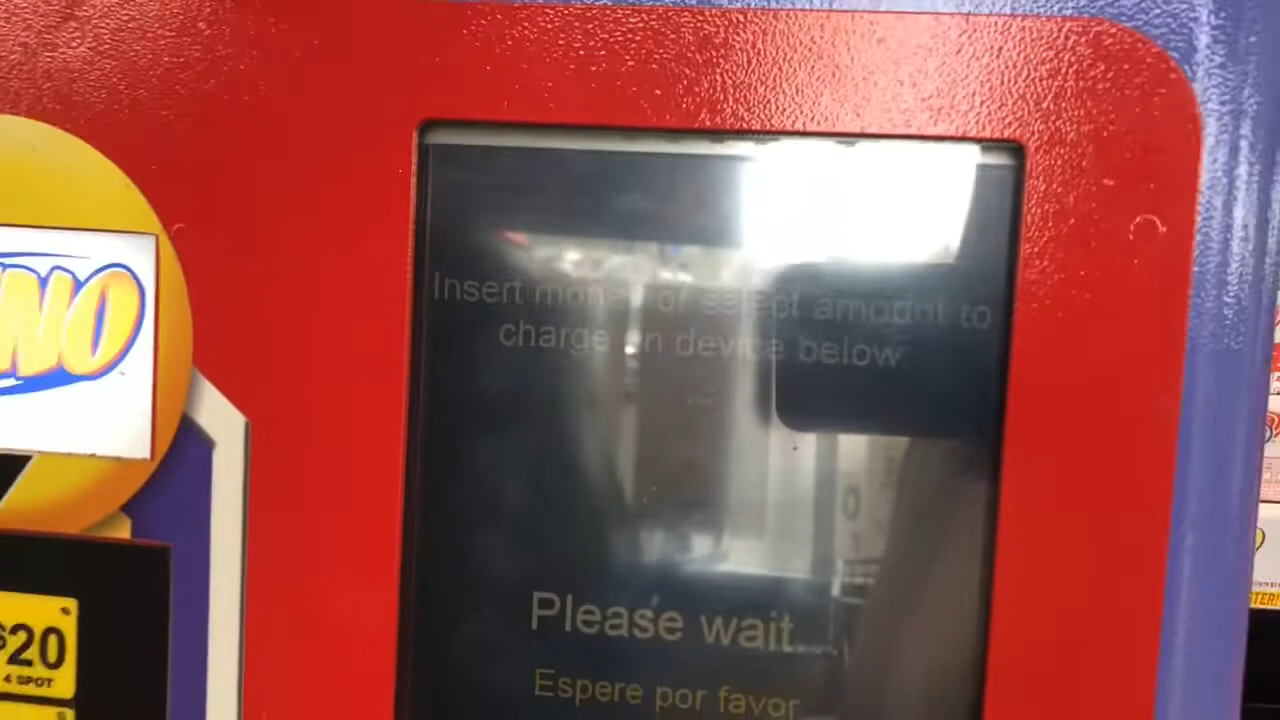 NO
$20
4 SPOT
Insert money or select amount to
charge on device below.
Please wait...
Espere por favor